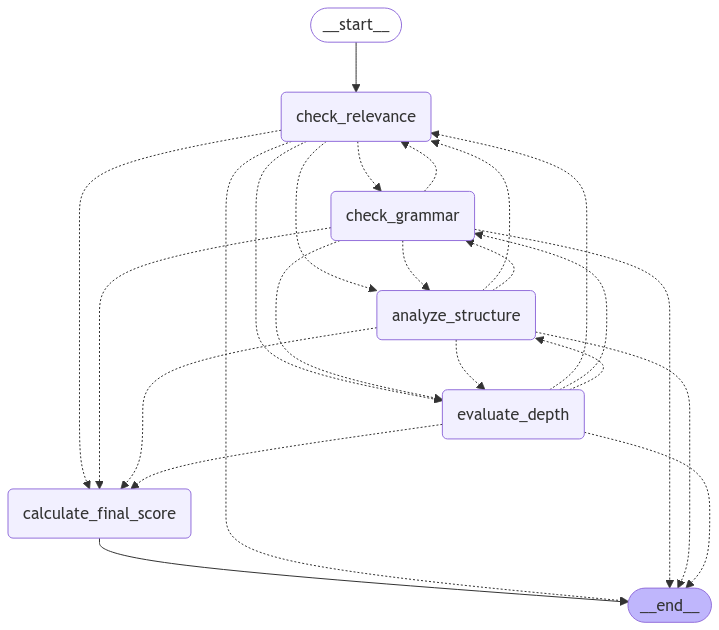 __start__
check_relevance
check_grammar
analyze_structure
evaluate_depth
calculate_final_score
__end__